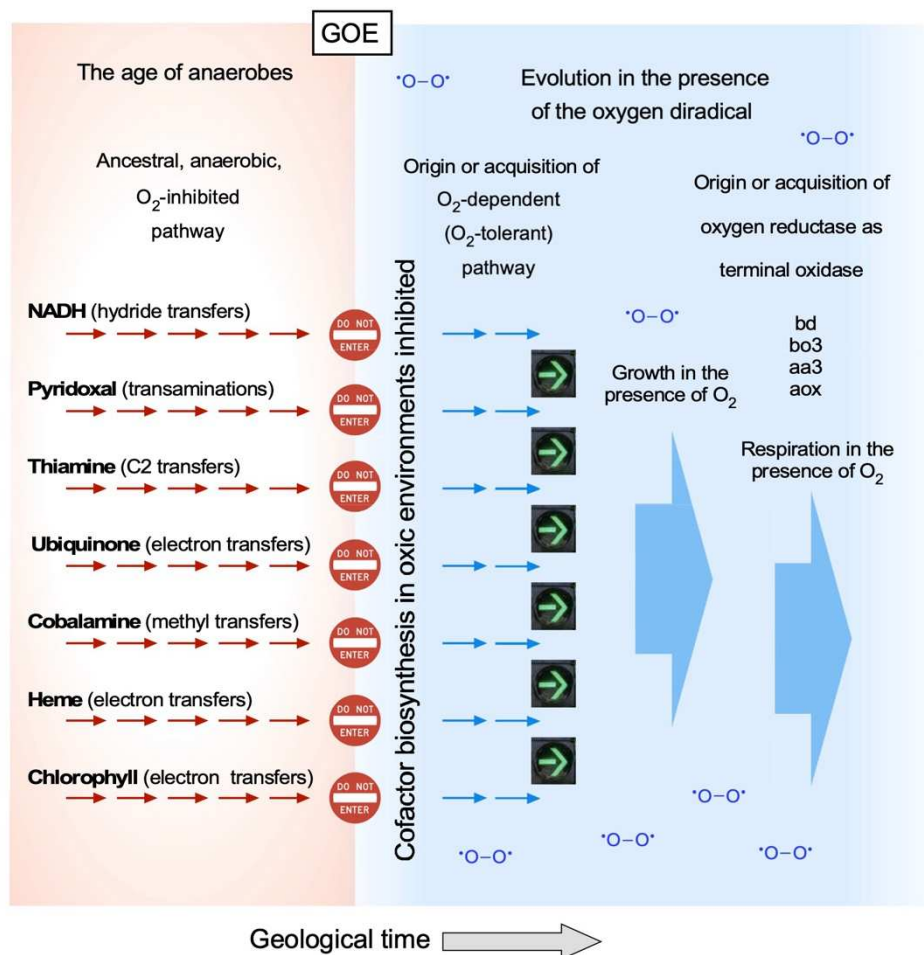 GOE
The age of anaerobes
Evolution in the presence
of the oxygen diradical
•O–O•
•O–O•
Ancestral, anaerobic,
O2-inhibited
pathway
Origin or acquisition of
O2-dependent
(O2-tolerant)
pathway
Origin or acquisition of
oxygen reductase as
terminal oxidase
Cofactor biosynthesis in oxic environments inhibited
NADH (hydride transfers)
DO NOT
ENTER
Pyridoxal (transaminations)
DO NOT
ENTER
Thiamine (C2 transfers)
DO NOT
ENTER
Ubiquinone (electron transfers)
DO NOT
ENTER
Cobalamine (methyl transfers)
DO NOT
ENTER
Heme (electron transfers)
DO NOT
ENTER
Chlorophyll (electron transfers)
DO NOT
ENTER
•O–O•
Growth in the
presence of O2
bd
bo3
aa3
aox
Respiration in the
presence of O2
•O–O•
•O–O•
•O–O•
•O–O•
Geological time